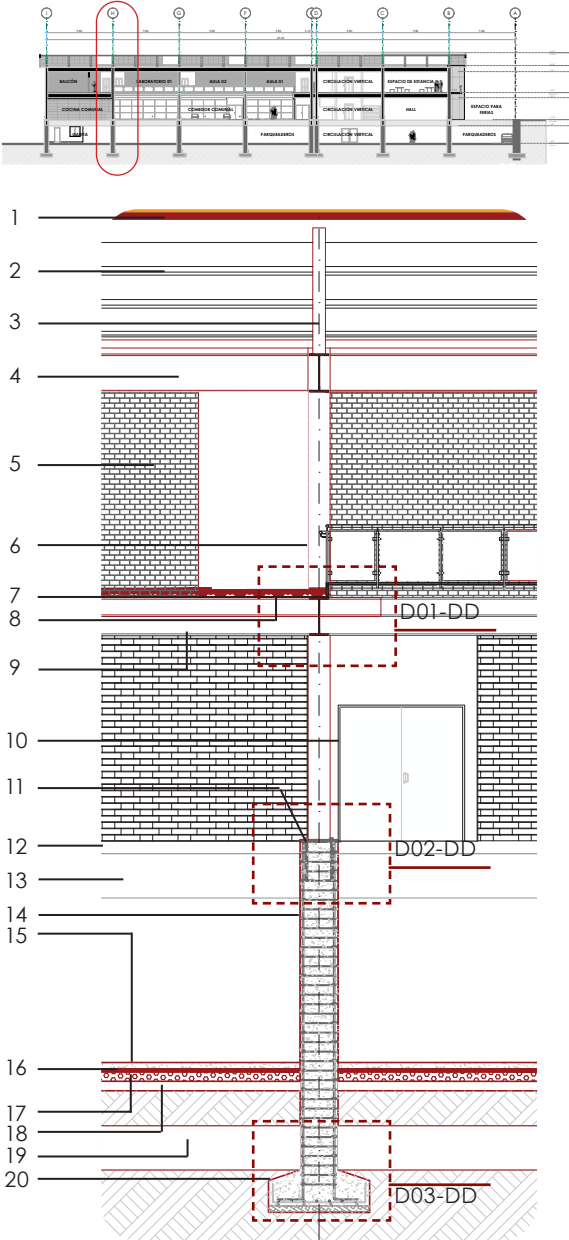 I H G F E D C B A
BALCÓN LABORATORIO 01 AULA 02 AULA 01 CIRCULACIÓN VERTICAL ESPACIO DE ESTANCIA
COCINA COMUNAL COMEDOR COMUNAL CIRCULACIÓN VERTICAL HALL ESPACIO PARA FERIAS
PARQUEADEROS CIRCULACIÓN VERTICAL PARQUEADEROS
1
2
3
4
5
6
7
8
D01-DD
9
10
11
12
D02-DD
13
14
15
16
17
18
19
20
D03-DD